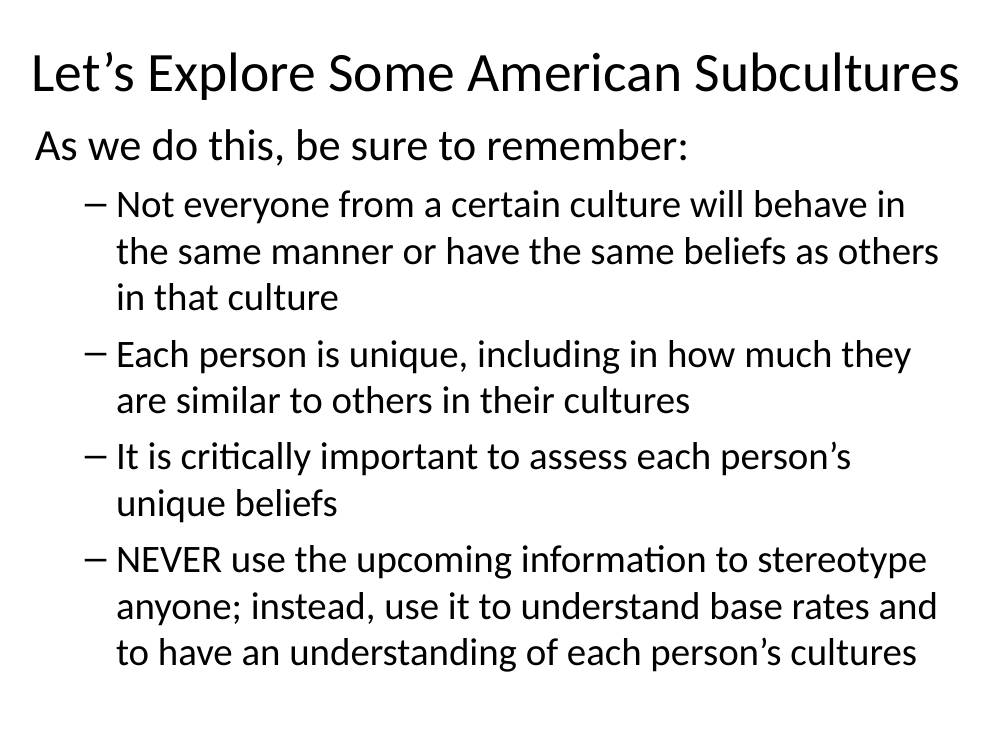 Let’s Explore Some American Subcultures
As we do this, be sure to remember:
– Not everyone from a certain culture will behave in
the same manner or have the same beliefs as others
in that culture
– Each person is unique, including in how much they
are similar to others in their cultures
– It is critically important to assess each person’s
unique beliefs
– NEVER use the upcoming information to stereotype
anyone; instead, use it to understand base rates and
to have an understanding of each person’s cultures